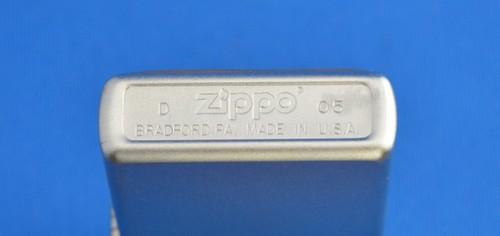 D Zippo® 05
BRADFORD.PA. MADE IN U.S.A.